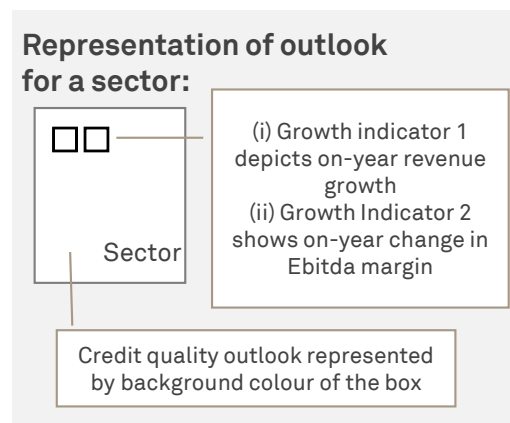 Representation of outlook
for a sector:
(i) Growth indicator 1
depicts on-year revenue
growth
(ii) Growth Indicator 2
shows on-year change in
Ebitda margin
Sector
Credit quality outlook represented
by background colour of the box